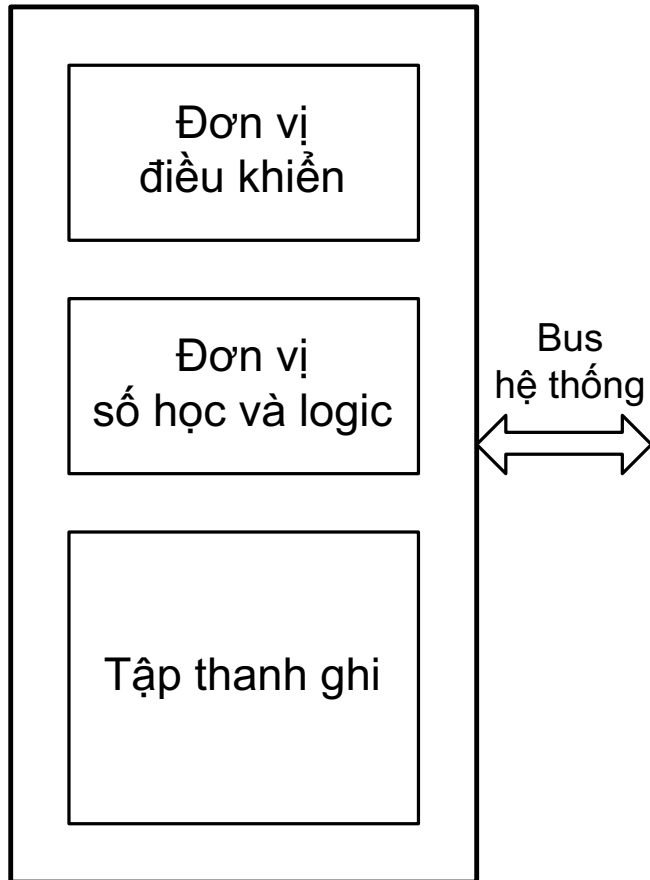 Đơn vị
điều khiển
Đơn vị
số học và logic
Bus
hệ thống
Tập thanh ghi